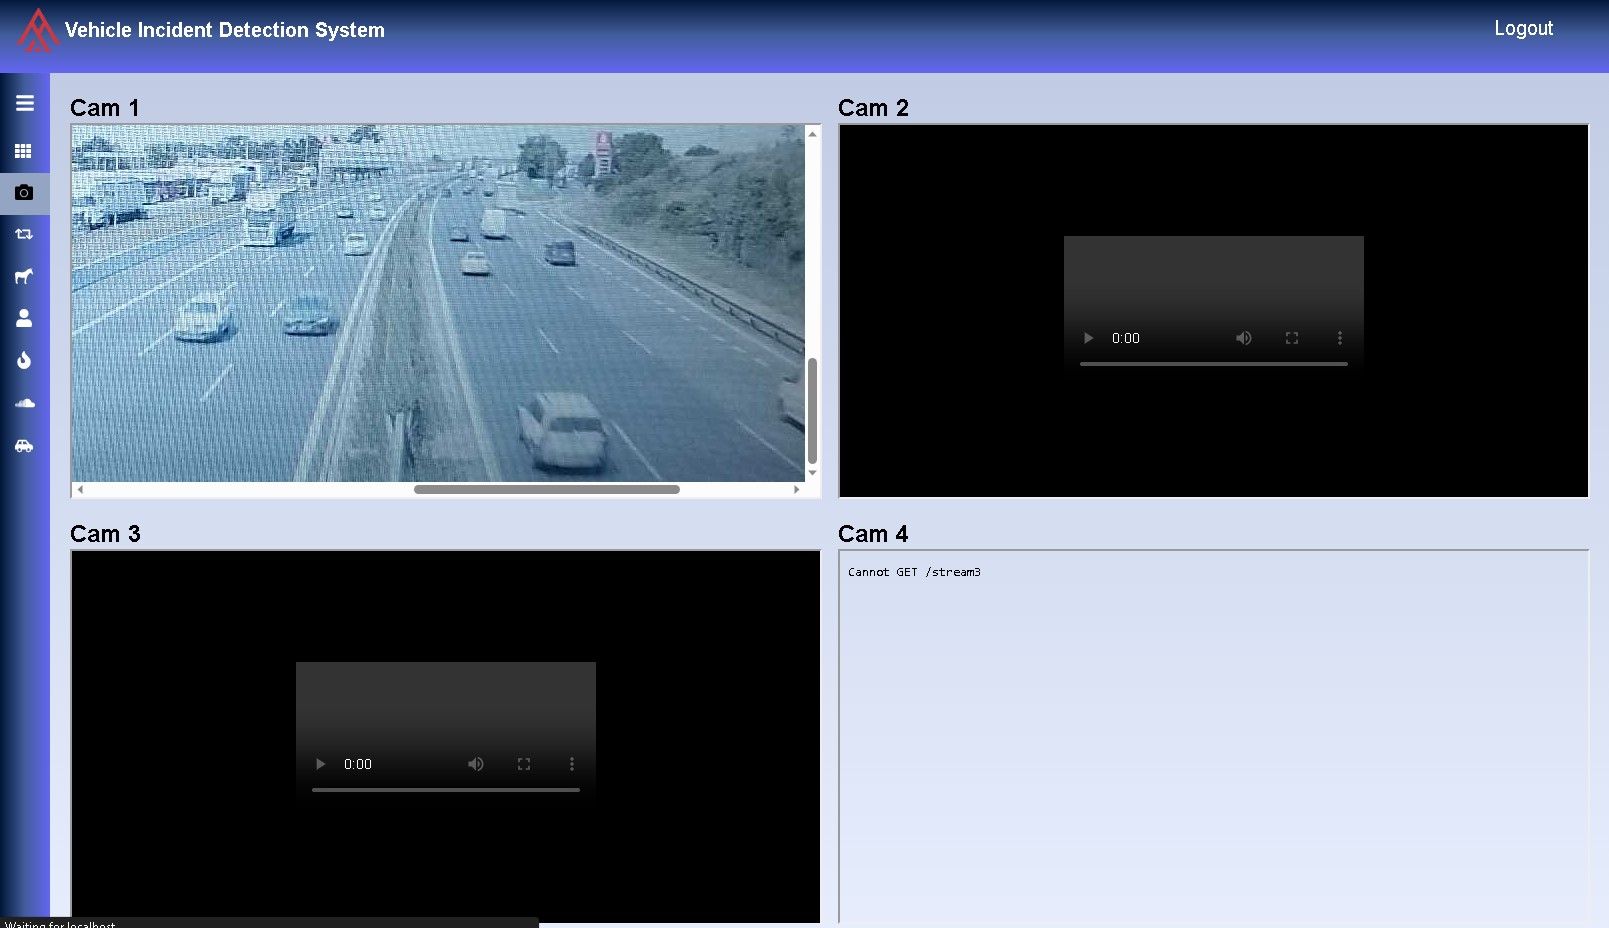 Vehicle Incident Detection System
Logout
Cam 1
Cam 2
0:00
Cam 3
0:00
Cam 4
Cannot GET /stream3
Waiting for localhost